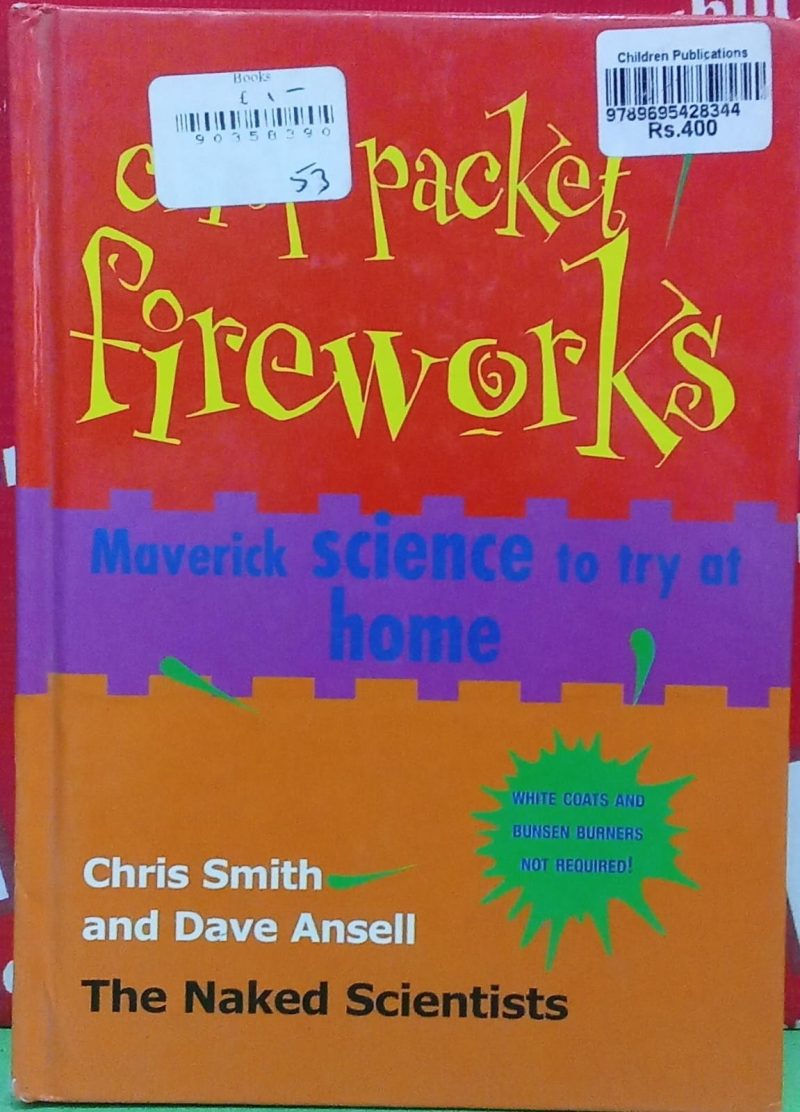 Books
£ 1 —
90358390
53
Children Publications
9789695428344
Rs.400
packet
fireworks
Maverick science to try at
home
WHITE COATS AND
BUNSEN BURNERS
NOT REQUIRED!
Chris Smith
and Dave Ansell
The Naked Scientists